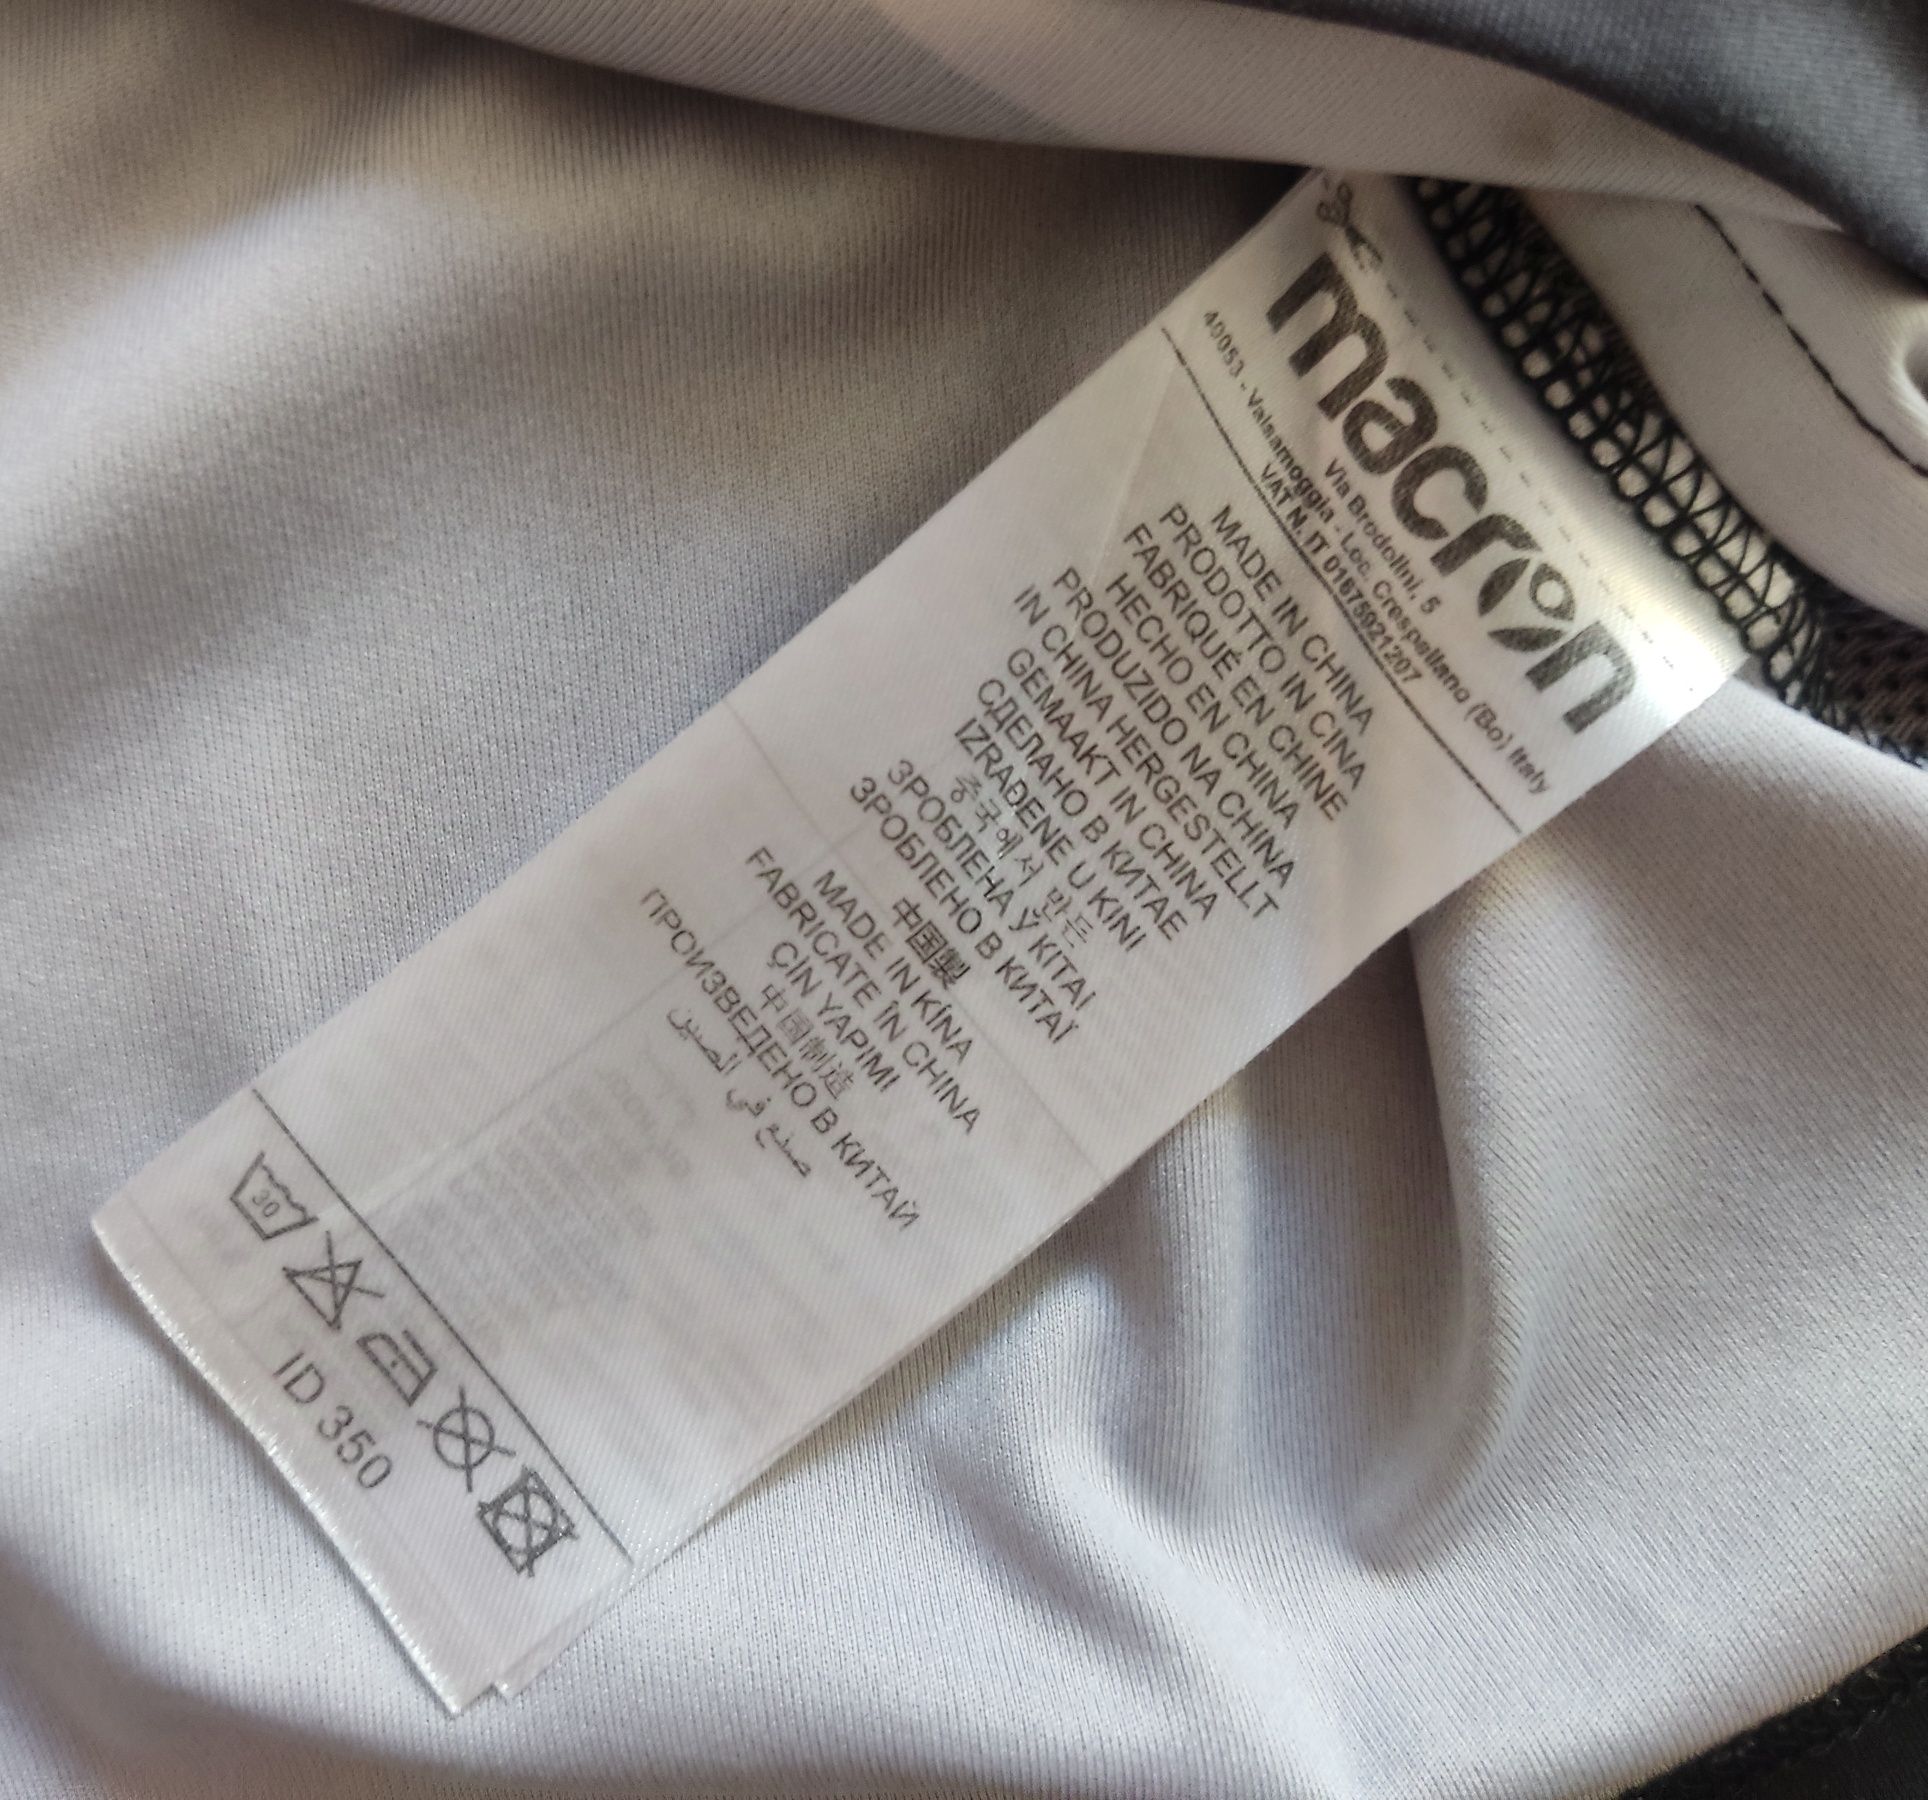 macron
Via Brodolini, 5
40053 - Valsamoggia - Loc. Crespellano (Bo) Italy
VAT N. IT 01675921207
MADE IN CHINA
PRODOTTO IN CINA
FABRIQUÉ EN CHINE
HECHO EN CHINA
PRODUZIDO NA CHINA
IN CHINA HERGESTELLT
GEMAAKT IN CHINA
СДЕЛАНО В КИТАЕ
IZRAĐENE U KINI
중국에서 만든
ЗРОБЛЕНА Ў KITAI
ЗРОБЛЕНО В КИТАЇ
中国製
MADE IN KÍNA
FABRICATE ÎN CHINA
ÇIN YAPIMI
中国制造
ПРОИЗВЕДЕНО В КИТАЙ
صنع في الصين
30
ID 350